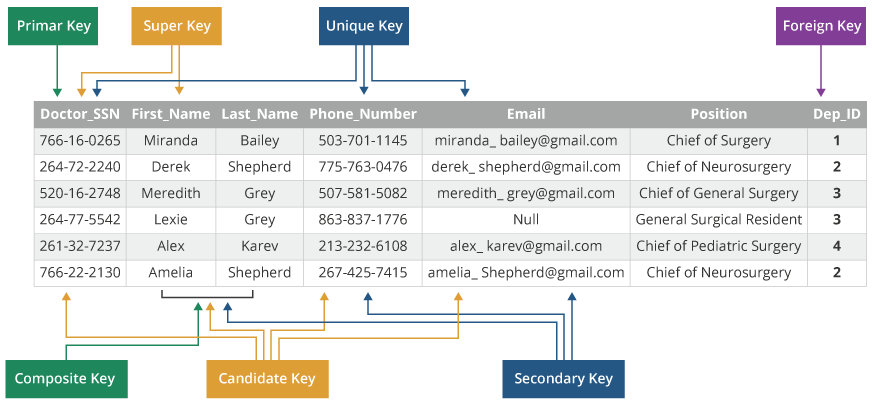 Primar Key Super Key Unique Key Foreign Key
Doctor_SSN First_Name Last_Name Phone_Number Email Position Dep_ID
766-16-0265 Miranda Bailey 503-701-1145 miranda_ bailey@gmail.com Chief of Surgery 1
264-72-2240 Derek Shepherd 775-763-0476 derek_ shepherd@gmail.com Chief of Neurosurgery 2
520-16-2748 Meredith Grey 507-581-5082 meredith_ grey@gmail.com Chief of General Surgery 3
264-77-5542 Lexie Grey 863-837-1776 Null General Surgical Resident 3
261-32-7237 Alex Karev 213-232-6108 alex_ karev@gmail.com Chief of Pediatric Surgery 4
766-22-2130 Amelia Shepherd 267-425-7415 amelia_ Shepherd@gmail.com Chief of Neurosurgery 2
Composite Key Candidate Key Secondary Key